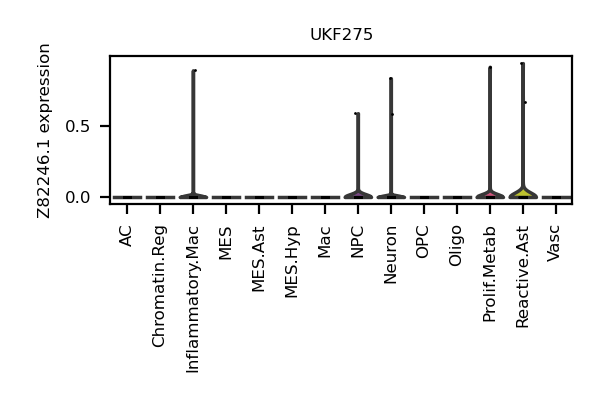 UKF275
Z82246.1 expression
0.5
0.0
AC
Chromatin.Reg
Inflammatory.Mac
MES
MES.Ast
MES.Hyp
Mac
NPC
Neuron
OPC
Oligo
Prolif.Metab
Reactive.Ast
Vasc